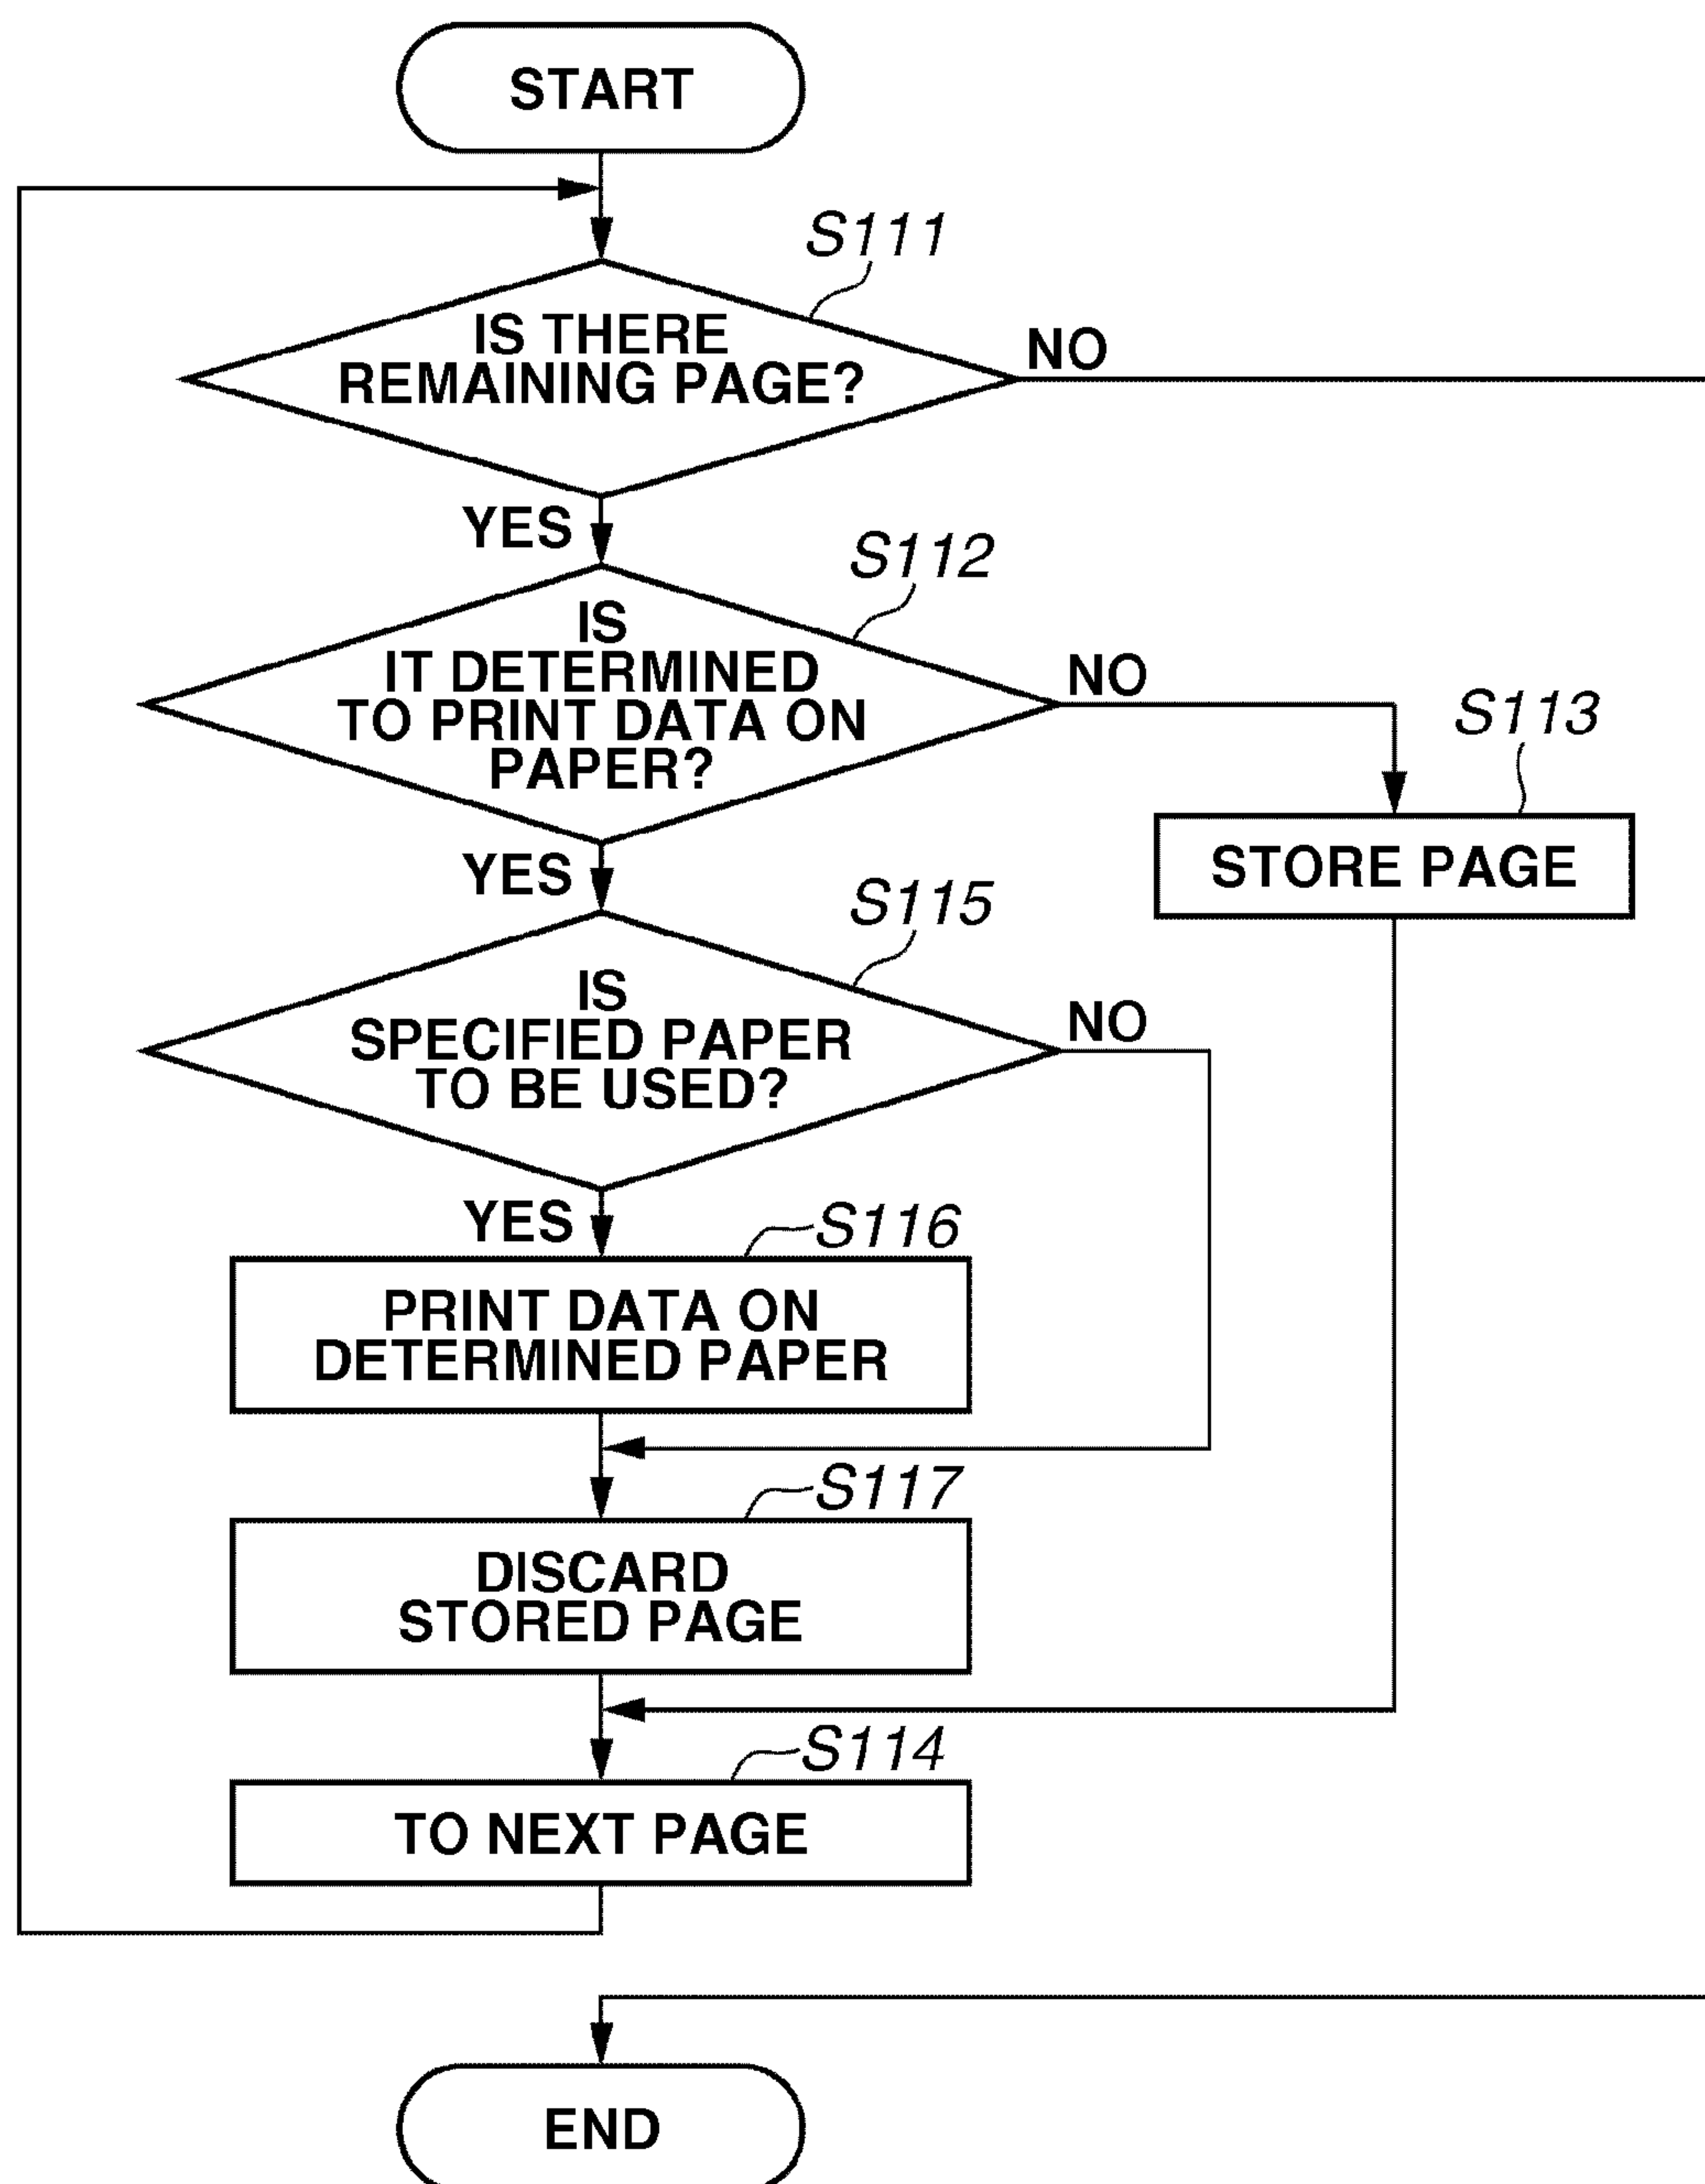 START
S111
IS THERE
REMAINING PAGE?
NO
YES
S112
IS
IT DETERMINED
TO PRINT DATA ON
PAPER?
NO
S113
STORE PAGE
YES
S115
IS
SPECIFIED PAPER
TO BE USED?
NO
YES
S116
PRINT DATA ON
DETERMINED PAPER
S117
DISCARD
STORED PAGE
S114
TO NEXT PAGE
END